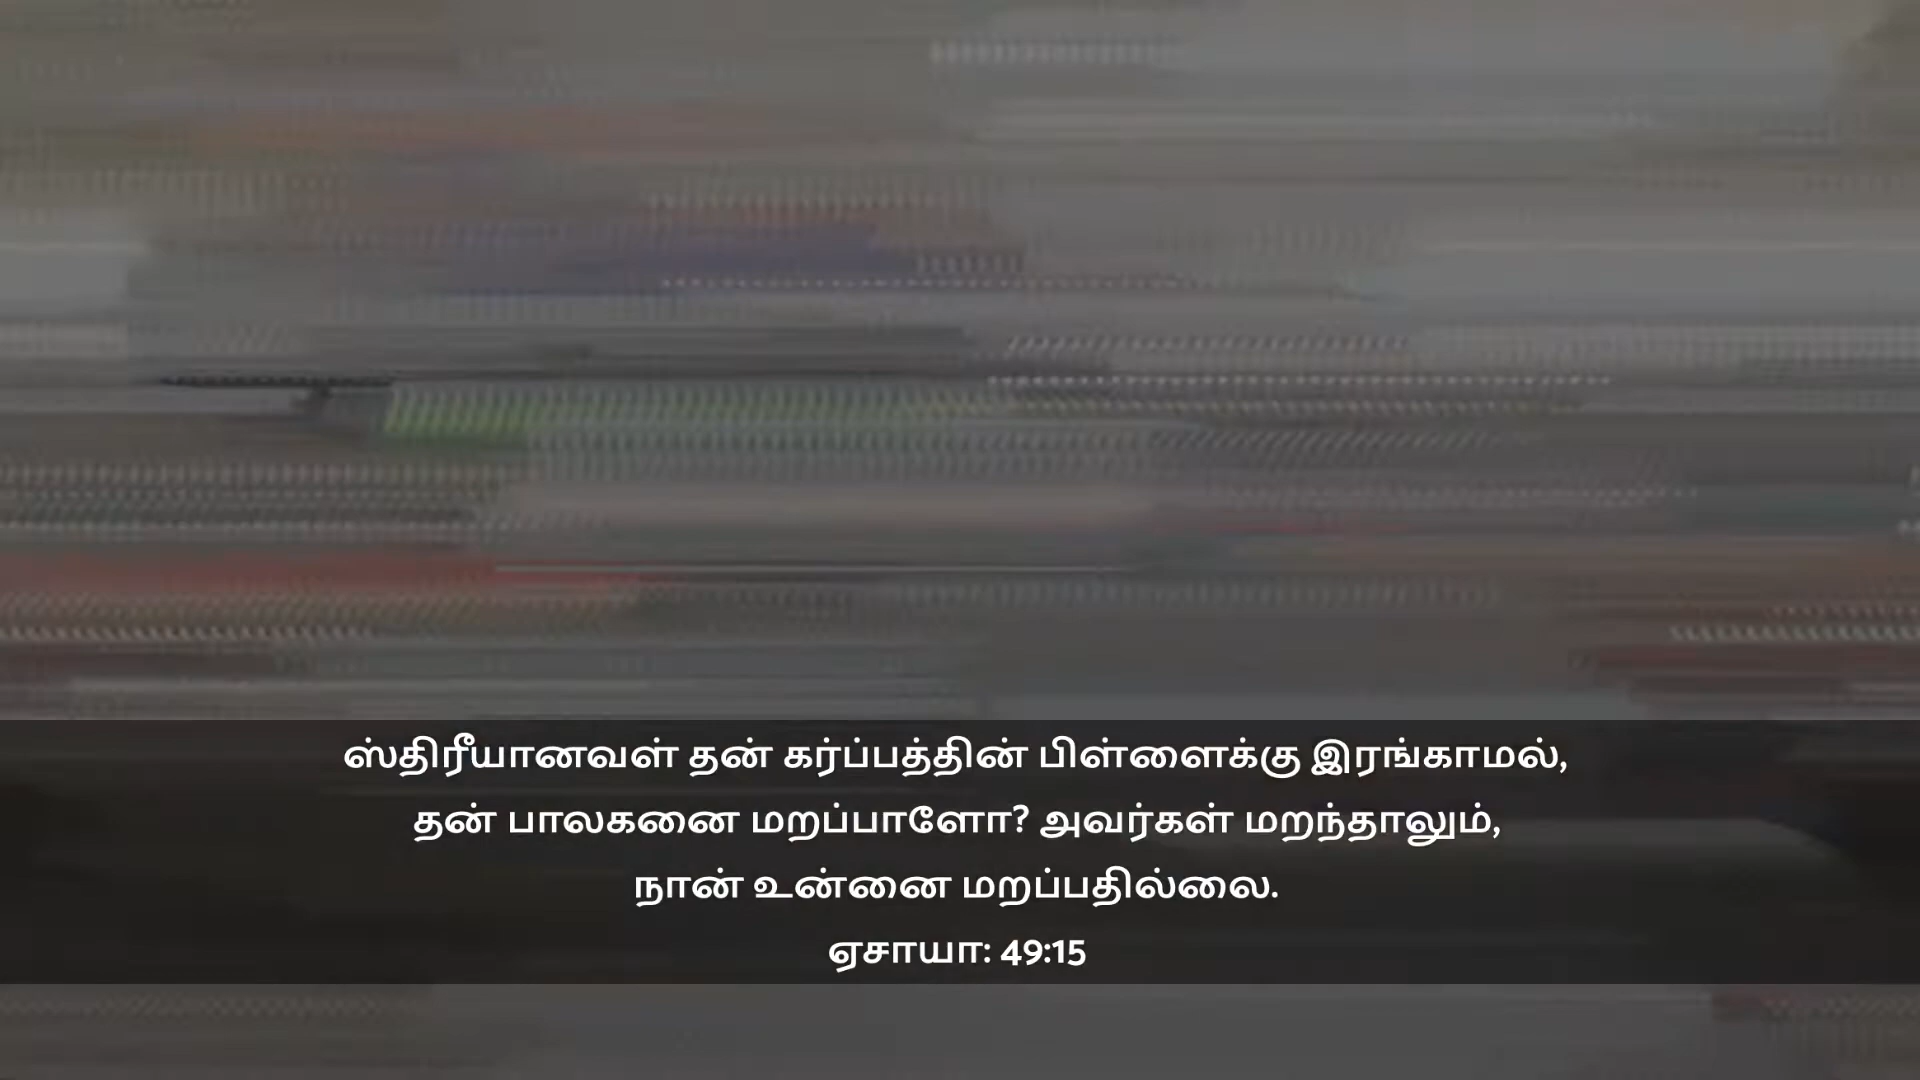 ஸ்திரீயானவள் தன் கர்ப்பத்தின் பிள்ளைக்கு இரங்காமல்,
தன் பாலகனை மறப்பாளோ? அவர்கள் மறந்தாலும்,
நான் உன்னை மறப்பதில்லை.
ஏசாயா: 49:15